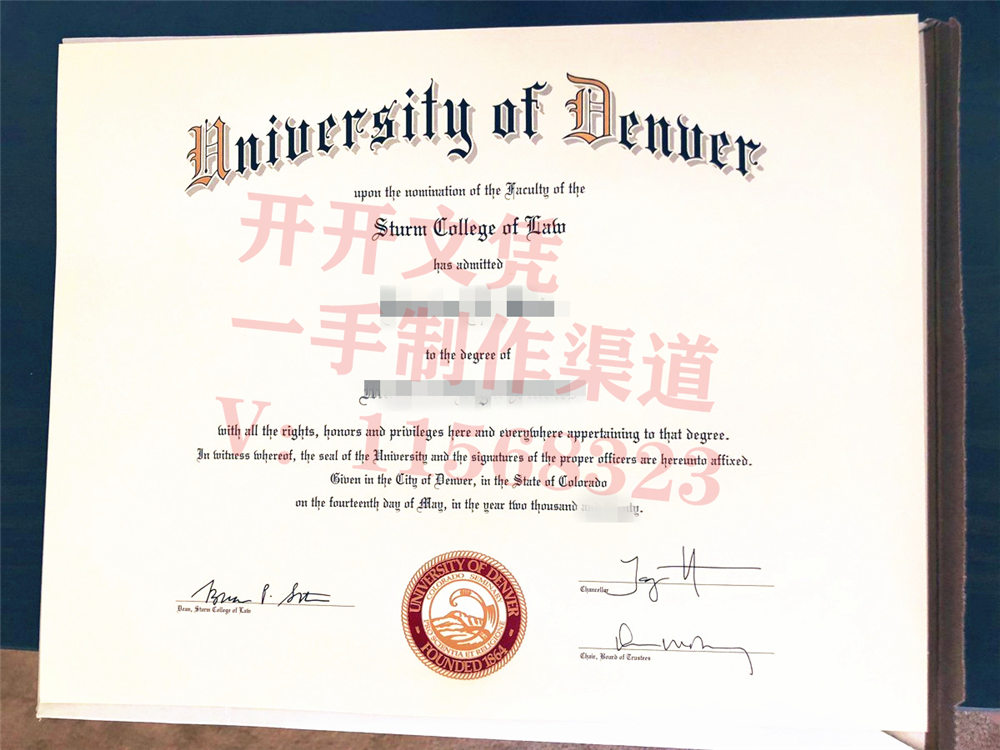 University of Denver
upon the nomination of the Faculty of the
Sturm College of Law
开开文凭
has admitted
一手制作渠道
to the degree of
V: 11568323
with all the rights, honors and privileges here and everywhere appertaining to that degree.
In witness whereof, the seal of the University and the signatures of the proper officers are hereunto affixed.
Given in the City of Denver, in the State of Colorado
on the fourteenth day of May, in the year two thousand
UNIVERSITY OF DENVER
COLORADO SEMINARY
PRO SCIENTIA ET RELIGIONE
FOUNDED 1864
Dean, Sturm College of Law
Chancellor
Chair, Board of Trustees